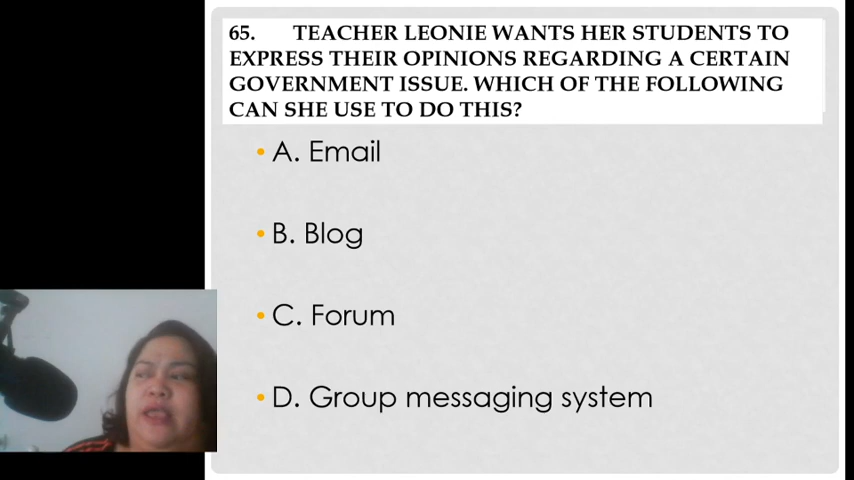 65. TEACHER LEONIE WANTS HER STUDENTS TO
EXPRESS THEIR OPINIONS REGARDING A CERTAIN
GOVERNMENT ISSUE. WHICH OF THE FOLLOWING
CAN SHE USE TO DO THIS?
• A. Email
• B. Blog
• C. Forum
• D. Group messaging system